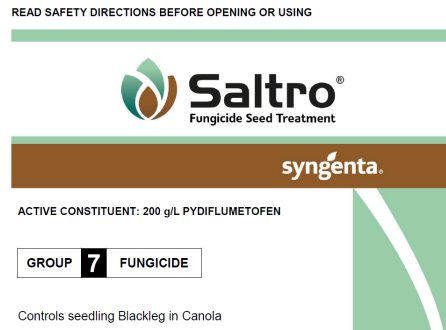 READ SAFETY DIRECTIONS BEFORE OPENING OR USING
Saltro®
Fungicide Seed Treatment
syngenta®
ACTIVE CONSTITUENT: 200 g/L PYDIFLUMETOFEN
GROUP 7 FUNGICIDE
Controls seedling Blackleg in Canola